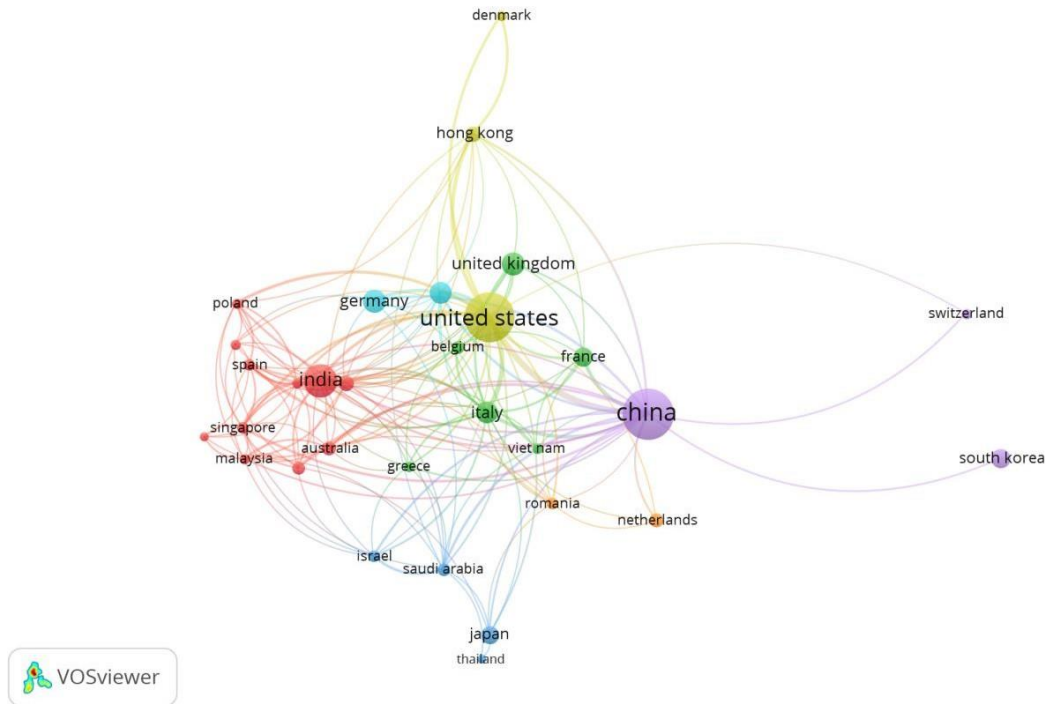 denmark
hong kong
united kingdom
poland
germany
united states
switzerland
belgium
france
spain
india
china
italy
singapore
australia
viet nam
malaysia
greece
south korea
romania
netherlands
israel
saudi arabia
japan
thailand
VOSviewer